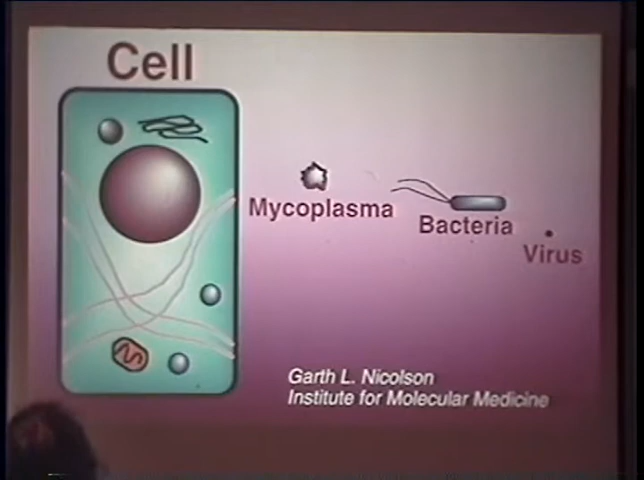 Cell
Mycoplasma
Bacteria
Virus
Garth L. Nicolson
Institute for Molecular Medicine